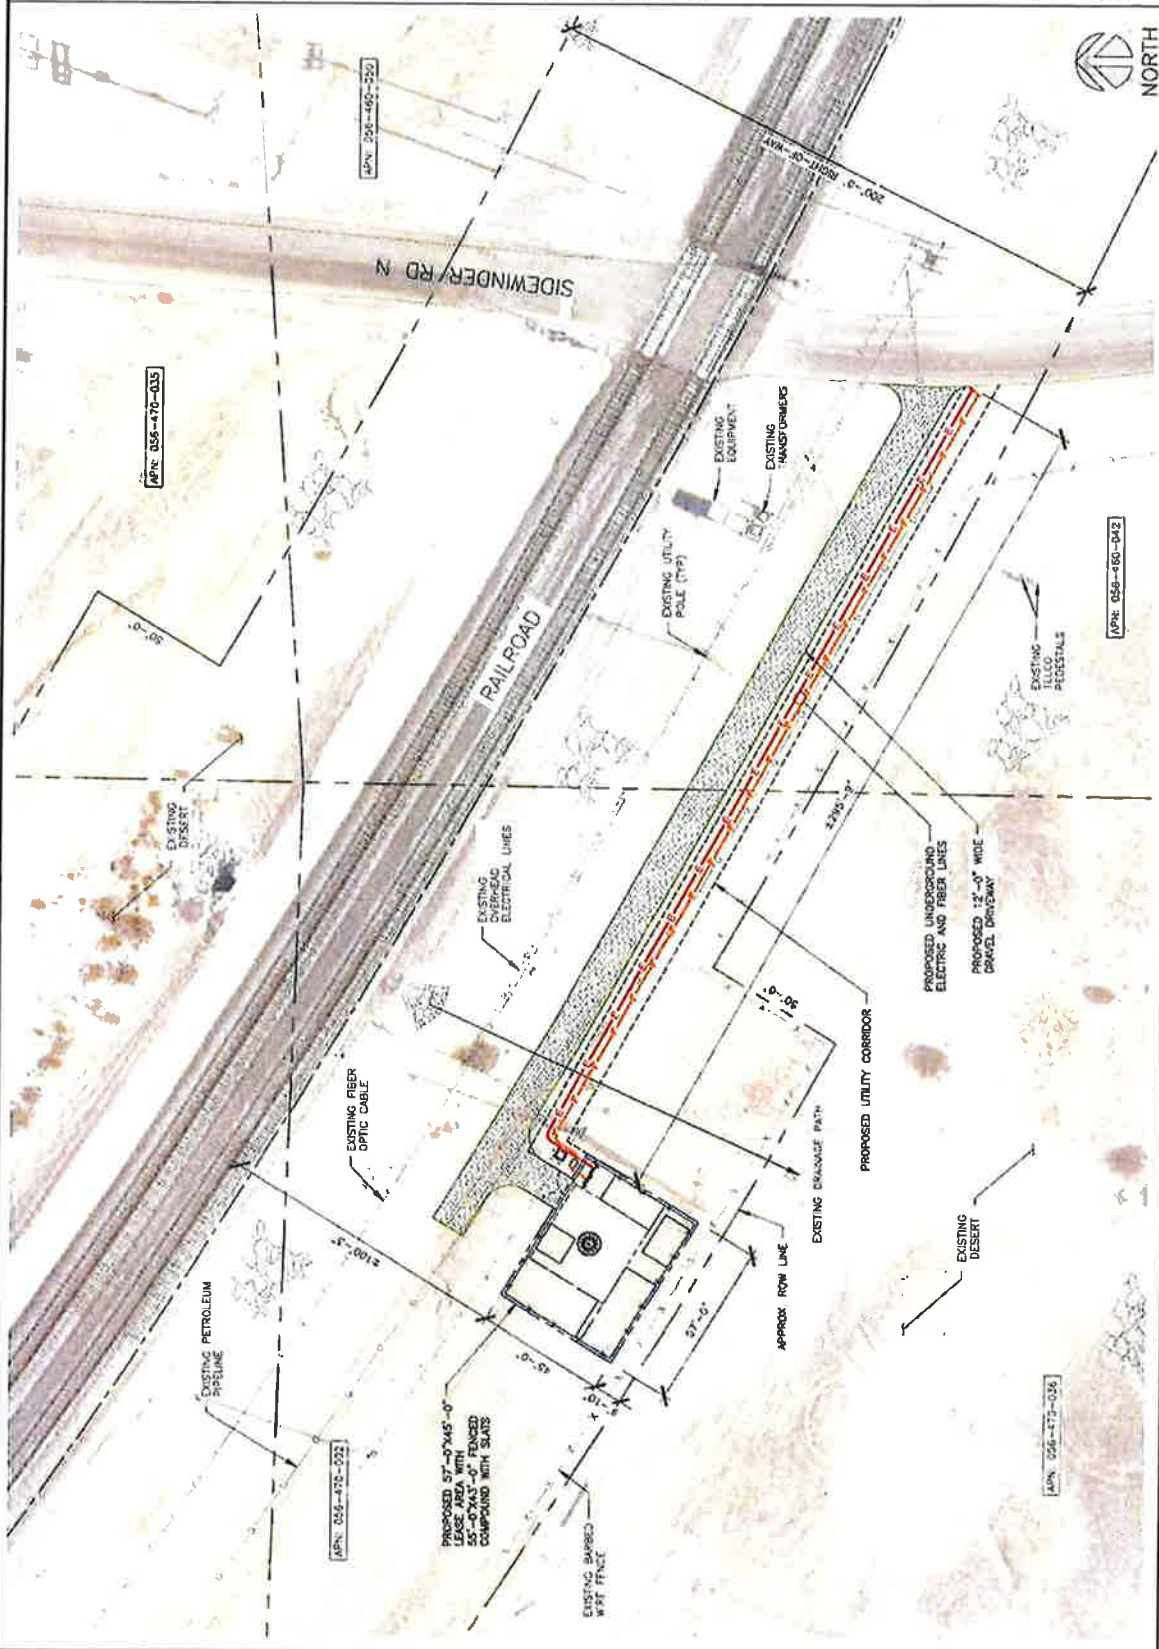 NORTH
APN: 056-460-030
200'-0" RIGHT-OF-WAY
SIDEWINDER RD N
APN: 056-470-035
50'-0"
EXISTING
DESERT
RAILROAD
EXISTING
EQUIPMENT
EXISTING
TRANSFORMERS
EXISTING UTILITY
POLE (TYP)
APN: 056-460-042
EXISTING
TELCO
PEDESTALS
±295'-9"
PROPOSED UNDERGROUND
ELECTRIC AND FIBER LINES
PROPOSED 12'-0" WIDE
GRAVEL DRIVEWAY
EXISTING
OVERHEAD
ELECTRICAL LINES
50'-0"
PROPOSED UTILITY CORRIDOR
EXISTING FIBER
OPTIC CABLE
EXISTING DRAINAGE PATH
APPROX ROW LINE
EXISTING
DESERT
±100'-3"
45'-0"
57'-0"
EXISTING PETROLEUM
PIPELINE
APN: 056-470-032
PROPOSED 57'-0"X45'-0"
LEASE AREA WITH
55'-0"X43'-0" FENCED
COMPOUND WITH SLATS
EXISTING BARBED
WIRE FENCE
APN: 056-470-036